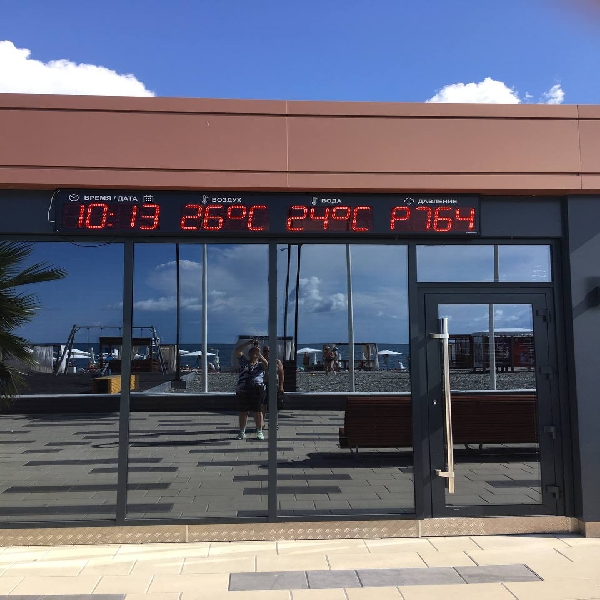 ВРЕМЯ / ДАТА ВОЗДУХ ВОДА ДАВЛЕНИЕ
10:13 26°C 24°C P764